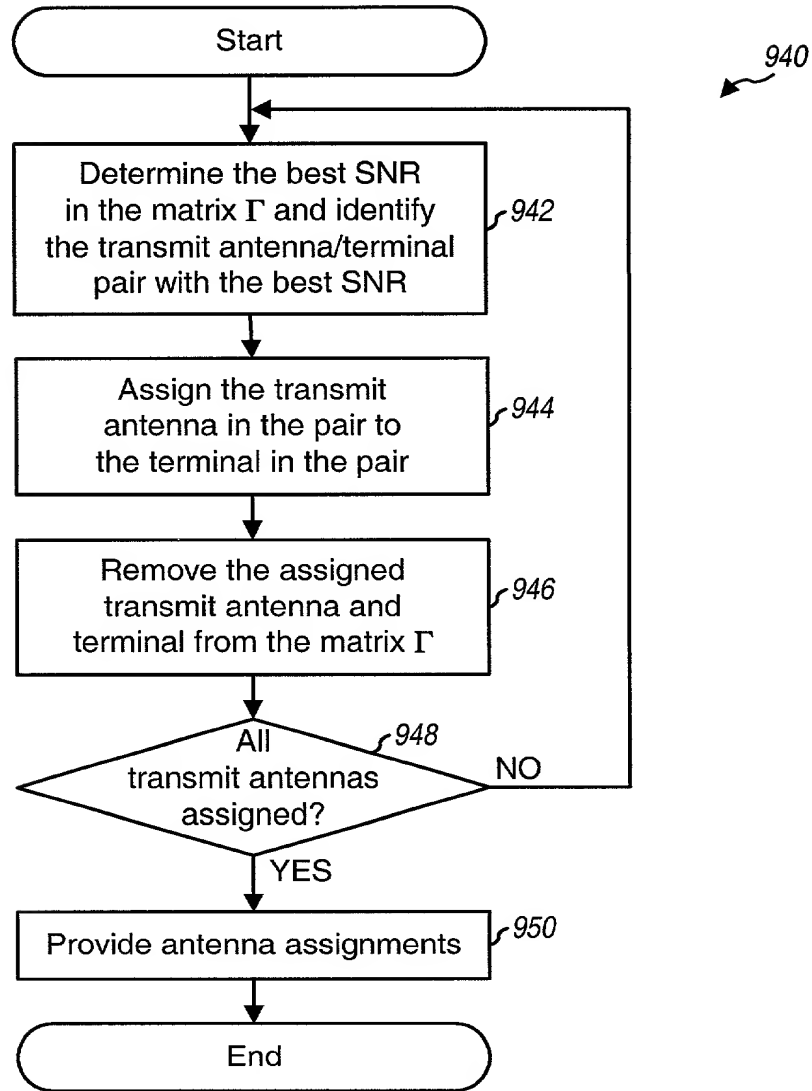 Start
940
Determine the best SNR
in the matrix Γ and identify
the transmit antenna/terminal
pair with the best SNR
942
Assign the transmit
antenna in the pair to
the terminal in the pair
944
Remove the assigned
transmit antenna and
terminal from the matrix Γ
946
All
transmit antennas
assigned?
948
NO
YES
Provide antenna assignments
950
End